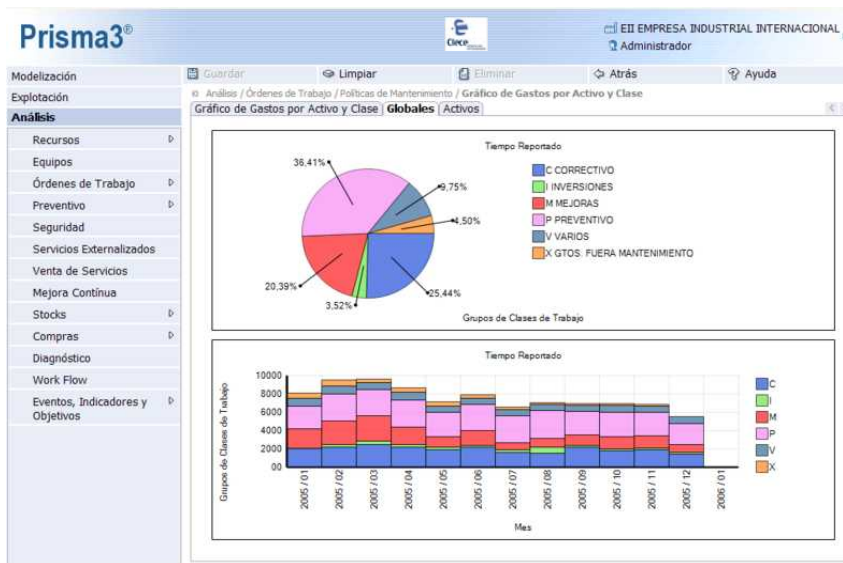 Prisma3®
Clece
EII EMPRESA INDUSTRIAL INTERNACIONAL
Administrador
Modelización
Explotación
Análisis
Recursos
Equipos
Órdenes de Trabajo
Preventivo
Seguridad
Servicios Externalizados
Venta de Servicios
Mejora Contínua
Stocks
Compras
Diagnóstico
Work Flow
Eventos, Indicadores y
Objetivos
Guardar
Limpiar
Eliminar
Atrás
Ayuda
Análisis / Órdenes de Trabajo / Políticas de Mantenimiento / Gráfico de Gastos por Activo y Clase
Gráfico de Gastos por Activo y Clase
Globales
Activos
Tiempo Reportado
36,41%
9,75%
4,50%
25,44%
3,52%
20,39%
C CORRECTIVO
I INVERSIONES
M MEJORAS
P PREVENTIVO
V VARIOS
X GTOS. FUERA MANTENIMIENTO
Grupos de Clases de Trabajo
Tiempo Reportado
Grupos de Clases de Trabajo
10000
8000
6000
4000
2000
00
2005 / 01
2005 / 02
2005 / 03
2005 / 04
2005 / 05
2005 / 06
2005 / 07
2005 / 08
2005 / 09
2005 / 10
2005 / 11
2005 / 12
2006 / 01
Mes
C
I
M
P
V
X